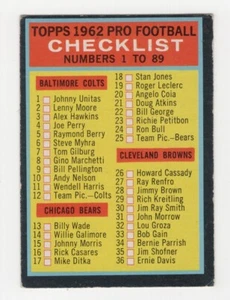 TOPPS 1962 PRO FOOTBALL
CHECKLIST
NUMBERS 1 TO 89
BALTIMORE COLTS
1 Johnny Unitas
2 Lenny Moore
3 Alex Hawkins
4 Joe Perry
5 Raymond Berry
6 Steve Myhra
7 Tom Gilburg
8 Gino Marchetti
9 Bill Pellington
10 Andy Nelson
11 Wendell Harris
12 Team Pic.-Colts
CHICAGO BEARS
13 Billy Wade
14 Willie Galimore
15 Johnny Morris
16 Rick Casares
17 Mike Ditka
18 Stan Jones
19 Roger Leclerc
20 Angelo Coia
21 Doug Atkins
22 Bill George
23 Richie Petitbon
24 Ron Bull
25 Team Pic.-Bears
CLEVELAND BROWNS
26 Howard Cassady
27 Ray Renfro
28 Jimmy Brown
29 Rich Kreitling
30 Jim Ray Smith
31 John Morrow
32 Lou Groza
33 Bob Gain
34 Bernie Parrish
35 Jim Shofner
36 Ernie Davis